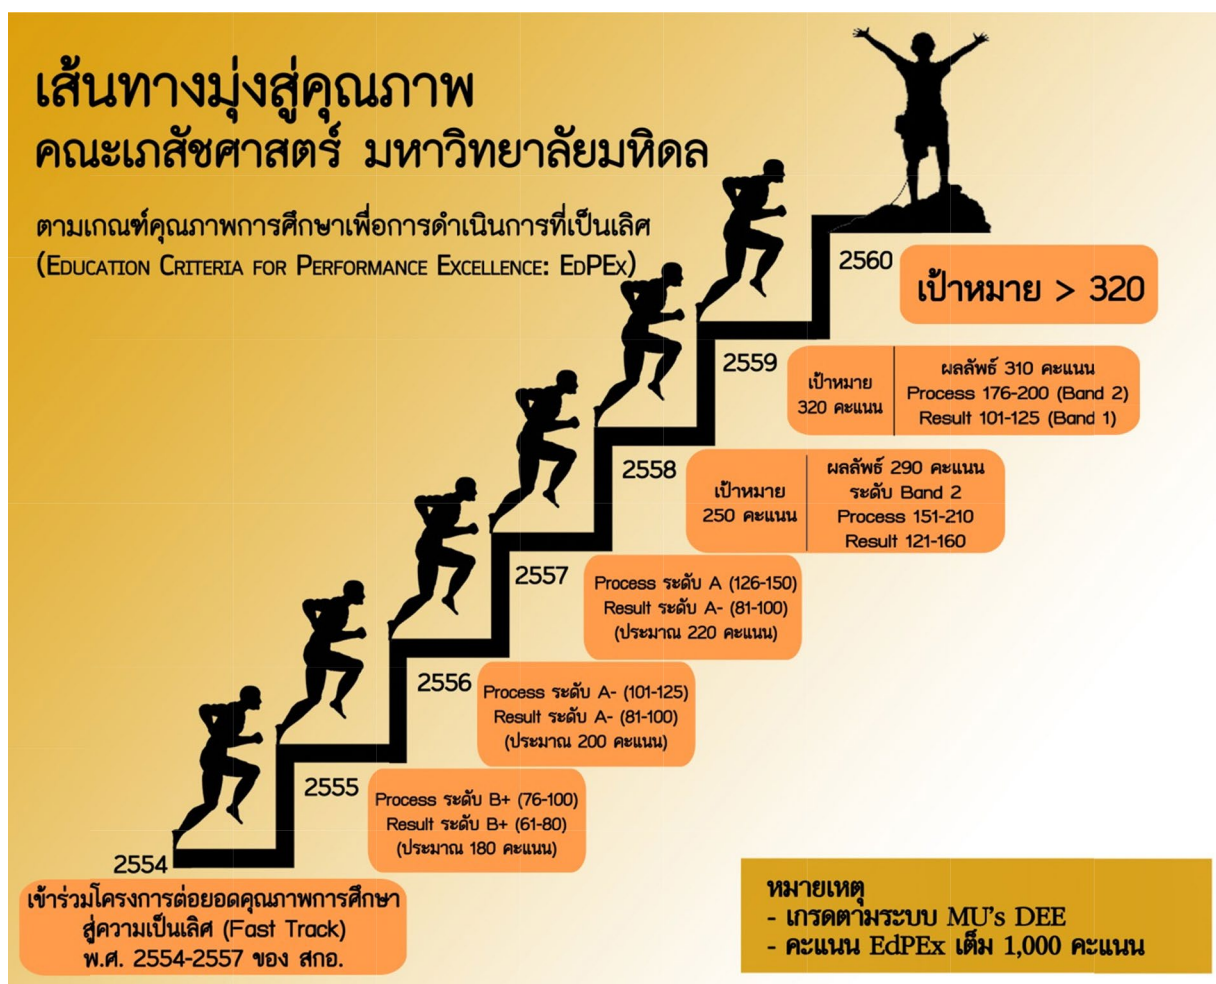 เส้นทางมุ่งสู่คุณภาพ
คณะเภสัชศาสตร์ มหาวิทยาลัยมหิดล
ตามเกณฑ์คุณภาพการศึกษาเพื่อการดำเนินการที่เป็นเลิศ
(EDUCATION CRITERIA FOR PERFORMANCE EXCELLENCE: EDPEX)
2560
เป้าหมาย > 320
2559
เป้าหมาย
320 คะแนน
ผลลัพธ์ 310 คะแนน
Process 176-200 (Band 2)
Result 101-125 (Band 1)
2558
เป้าหมาย
250 คะแนน
ผลลัพธ์ 290 คะแนน
ระดับ Band 2
Process 151-210
Result 121-160
2557
Process ระดับ A (126-150)
Result ระดับ A- (81-100)
(ประมาณ 220 คะแนน)
2556
Process ระดับ A- (101-125)
Result ระดับ A- (81-100)
(ประมาณ 200 คะแนน)
2555
Process ระดับ B+ (76-100)
Result ระดับ B+ (61-80)
(ประมาณ 180 คะแนน)
2554
เข้าร่วมโครงการต่อยอดคุณภาพการศึกษา
สู่ความเป็นเลิศ (Fast Track)
พ.ศ. 2554-2557 ของ สกอ.
หมายเหตุ
- เกรดตามระบบ MU's DEE
- คะแนน EdPEx เต็ม 1,000 คะแนน